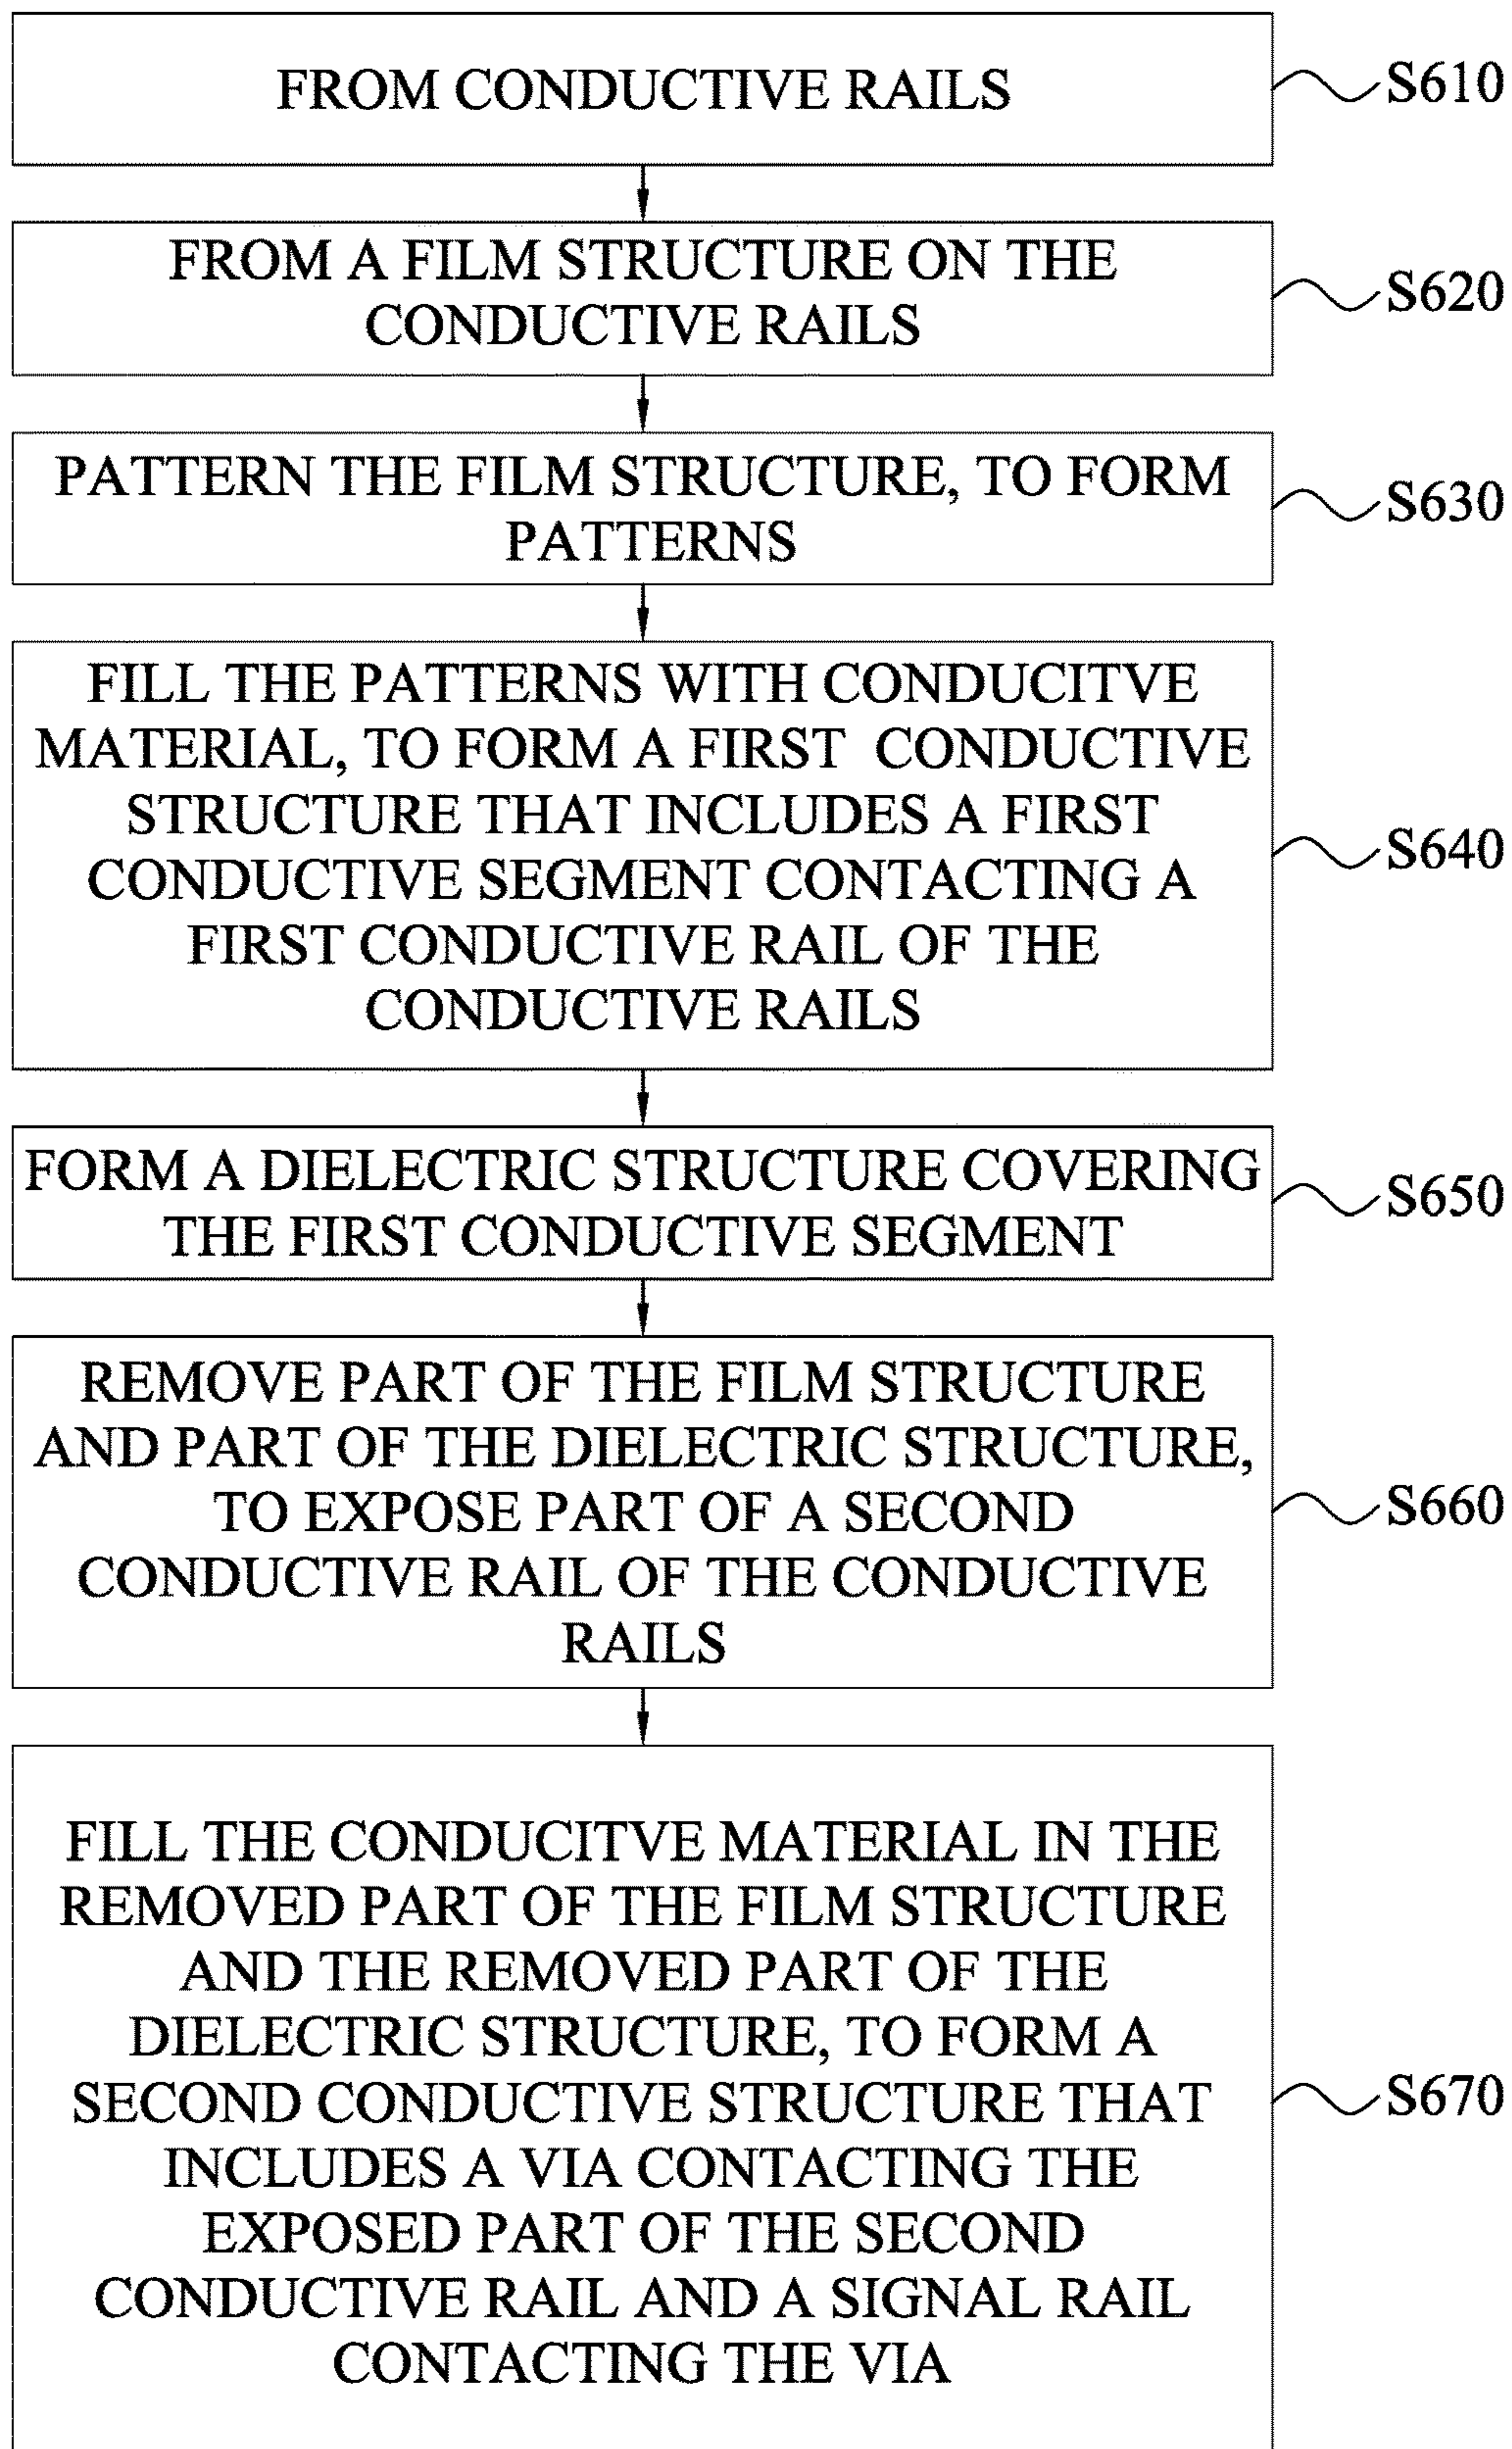 FROM CONDUCTIVE RAILS
S610
FROM A FILM STRUCTURE ON THE
CONDUCTIVE RAILS
S620
PATTERN THE FILM STRUCTURE, TO FORM
PATTERNS
S630
FILL THE PATTERNS WITH CONDUCITVE
MATERIAL, TO FORM A FIRST CONDUCTIVE
STRUCTURE THAT INCLUDES A FIRST
CONDUCTIVE SEGMENT CONTACTING A
FIRST CONDUCTIVE RAIL OF THE
CONDUCTIVE RAILS
S640
FORM A DIELECTRIC STRUCTURE COVERING
THE FIRST CONDUCTIVE SEGMENT
S650
REMOVE PART OF THE FILM STRUCTURE
AND PART OF THE DIELECTRIC STRUCTURE,
TO EXPOSE PART OF A SECOND
CONDUCTIVE RAIL OF THE CONDUCTIVE
RAILS
S660
FILL THE CONDUCITVE MATERIAL IN THE
REMOVED PART OF THE FILM STRUCTURE
AND THE REMOVED PART OF THE
DIELECTRIC STRUCTURE, TO FORM A
SECOND CONDUCTIVE STRUCTURE THAT
INCLUDES A VIA CONTACTING THE
EXPOSED PART OF THE SECOND
CONDUCTIVE RAIL AND A SIGNAL RAIL
CONTACTING THE VIA
S670